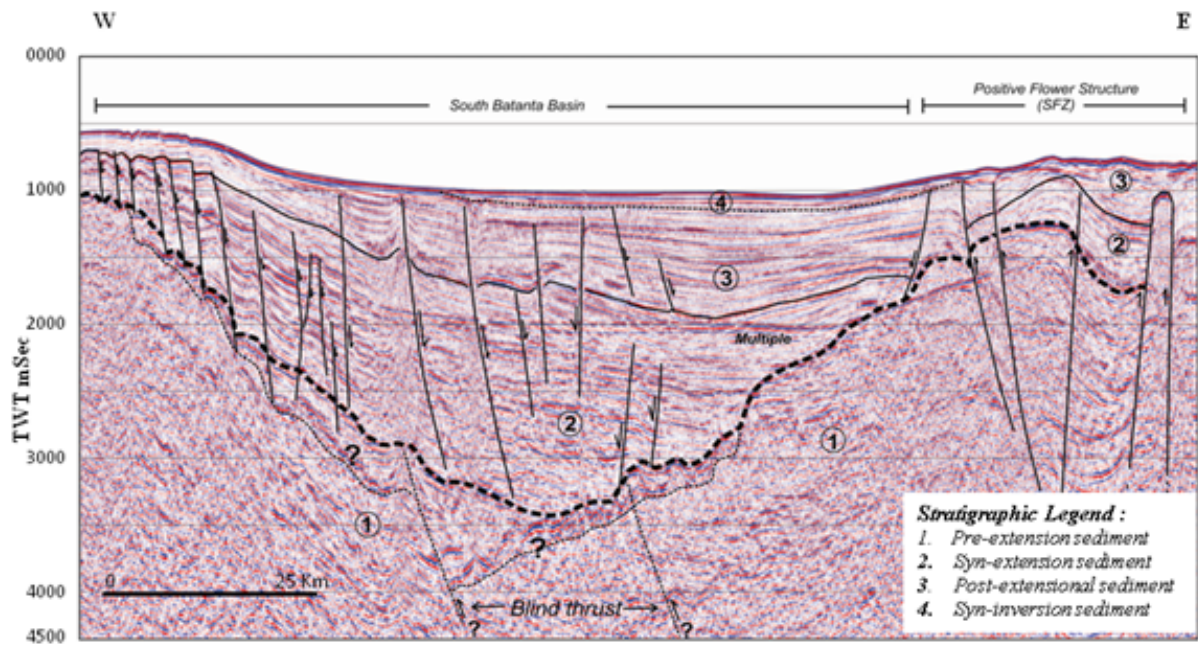 W
E
0000
South Batanta Basin
Positive Flower Structure
(SFZ)
1000
4
3
3
2
2000
Multiple
2
1
3000
?
1
?
4000
0
25 Km
Blind thrust
?
?
4500
TWT mSec
Stratigraphic Legend :
1. Pre-extension sediment
2. Syn-extension sediment
3. Post-extensional sediment
4. Syn-inversion sediment